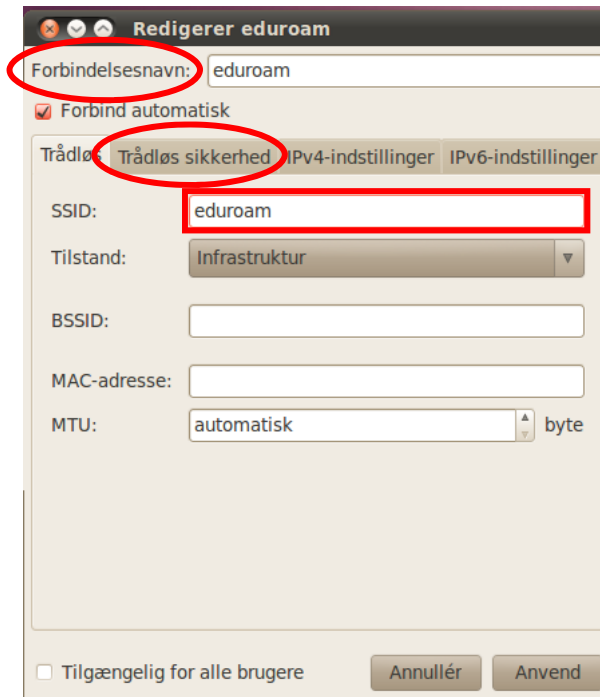 Redigerer eduroam
Forbindelsesnavn: eduroam
Forbind automatisk
Trådløs Trådløs sikkerhed IPv4-indstillinger IPv6-indstillinger
SSID: eduroam
Tilstand: Infrastruktur
BSSID:
MAC-adresse:
MTU: automatisk byte
Tilgængelig for alle brugere Annullér Anvend